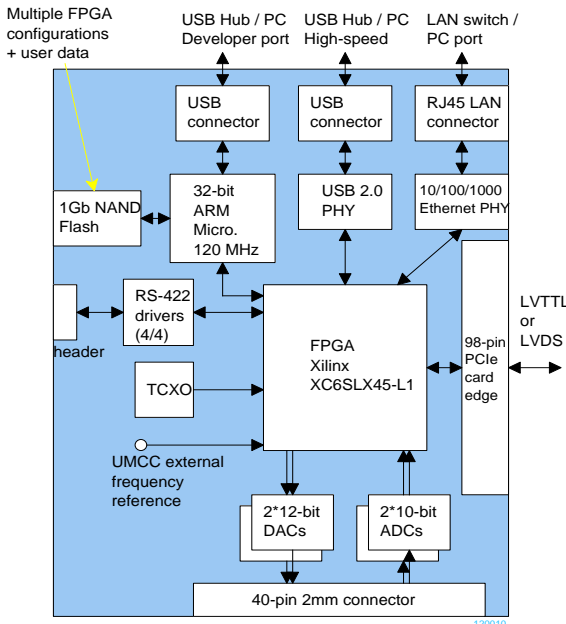 Multiple FPGA
configurations
+ user data
USB Hub / PC
Developer port
USB Hub / PC
High-speed
LAN switch /
PC port
USB
connector
USB
connector
RJ45 LAN
connector
1Gb NAND
Flash
32-bit
ARM
Micro.
120 MHz
USB 2.0
PHY
10/100/1000
Ethernet PHY
RS-422
drivers
(4/4)
header
FPGA
Xilinx
XC6SLX45-L1
98-pin
PCIe
card
edge
LVTTL
or
LVDS
TCXO
UMCC external
frequency
reference
2*12-bit
DACs
2*10-bit
ADCs
40-pin 2mm connector